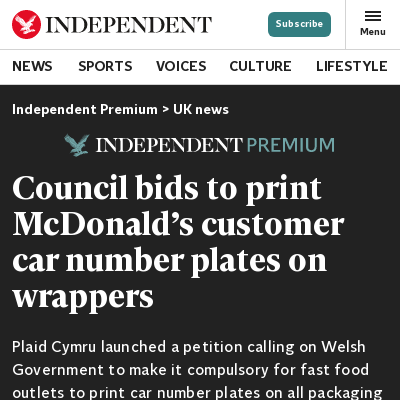 INDEPENDENT
Subscribe
Menu
NEWS SPORTS VOICES CULTURE LIFESTYLE
Independent Premium > UK news
INDEPENDENT PREMIUM
Council bids to print
McDonald’s customer
car number plates on
wrappers
Plaid Cymru launched a petition calling on Welsh
Government to make it compulsory for fast food
outlets to print car number plates on all packaging